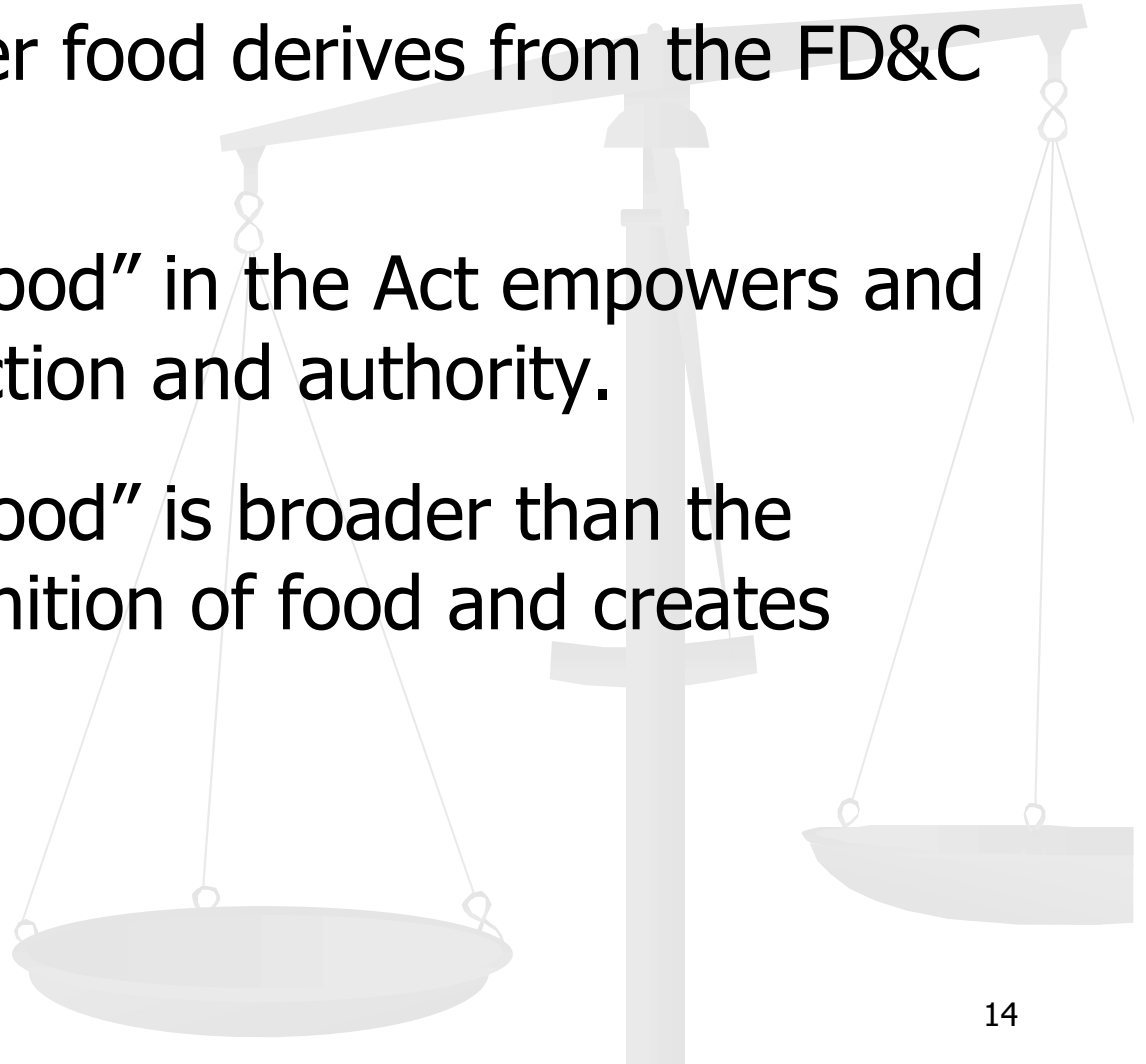 er food derives from the FD&C
ood” in the Act empowers and
ction and authority.
ood” is broader than the
nition of food and creates
14